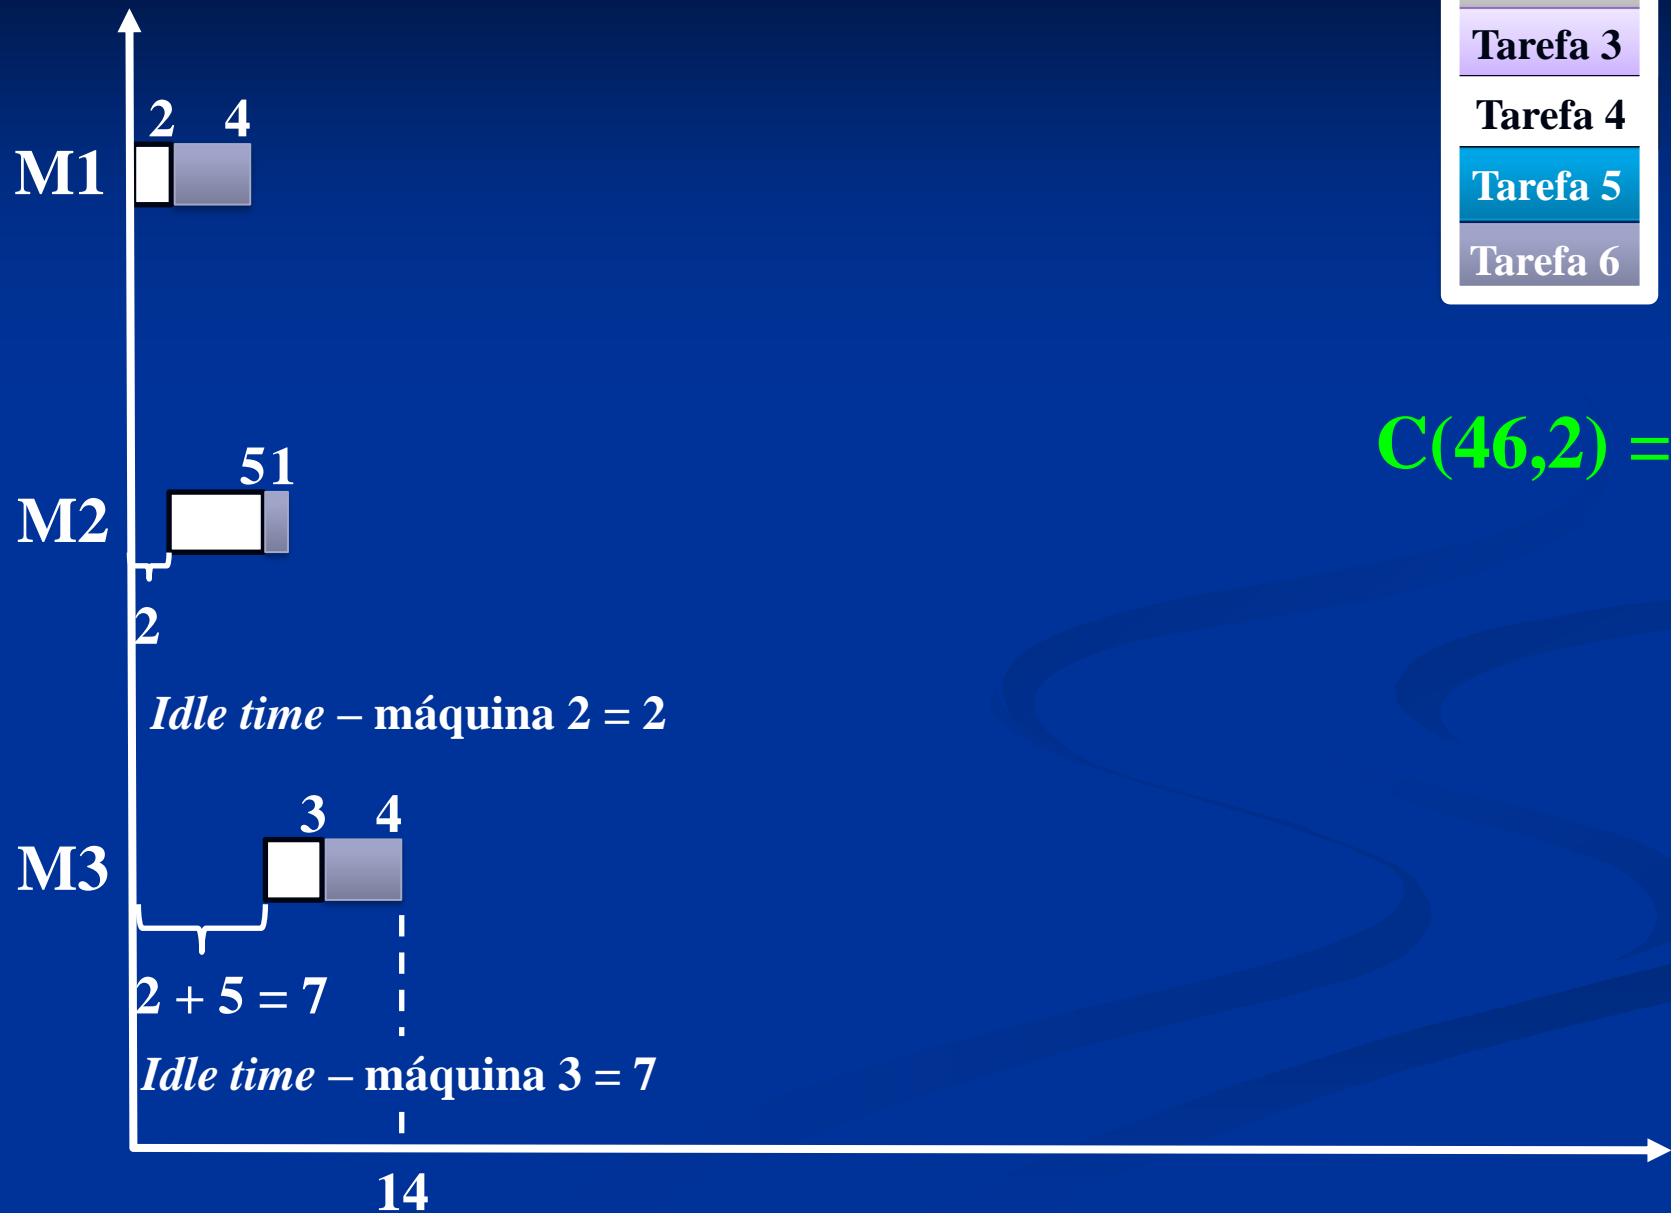 Tarefa 3
2 4
Tarefa 4
M1
Tarefa 5
Tarefa 6
C(46,2) =
51
M2
2
Idle time – máquina 2 = 2
3 4
M3
2 + 5 = 7
Idle time – máquina 3 = 7
14